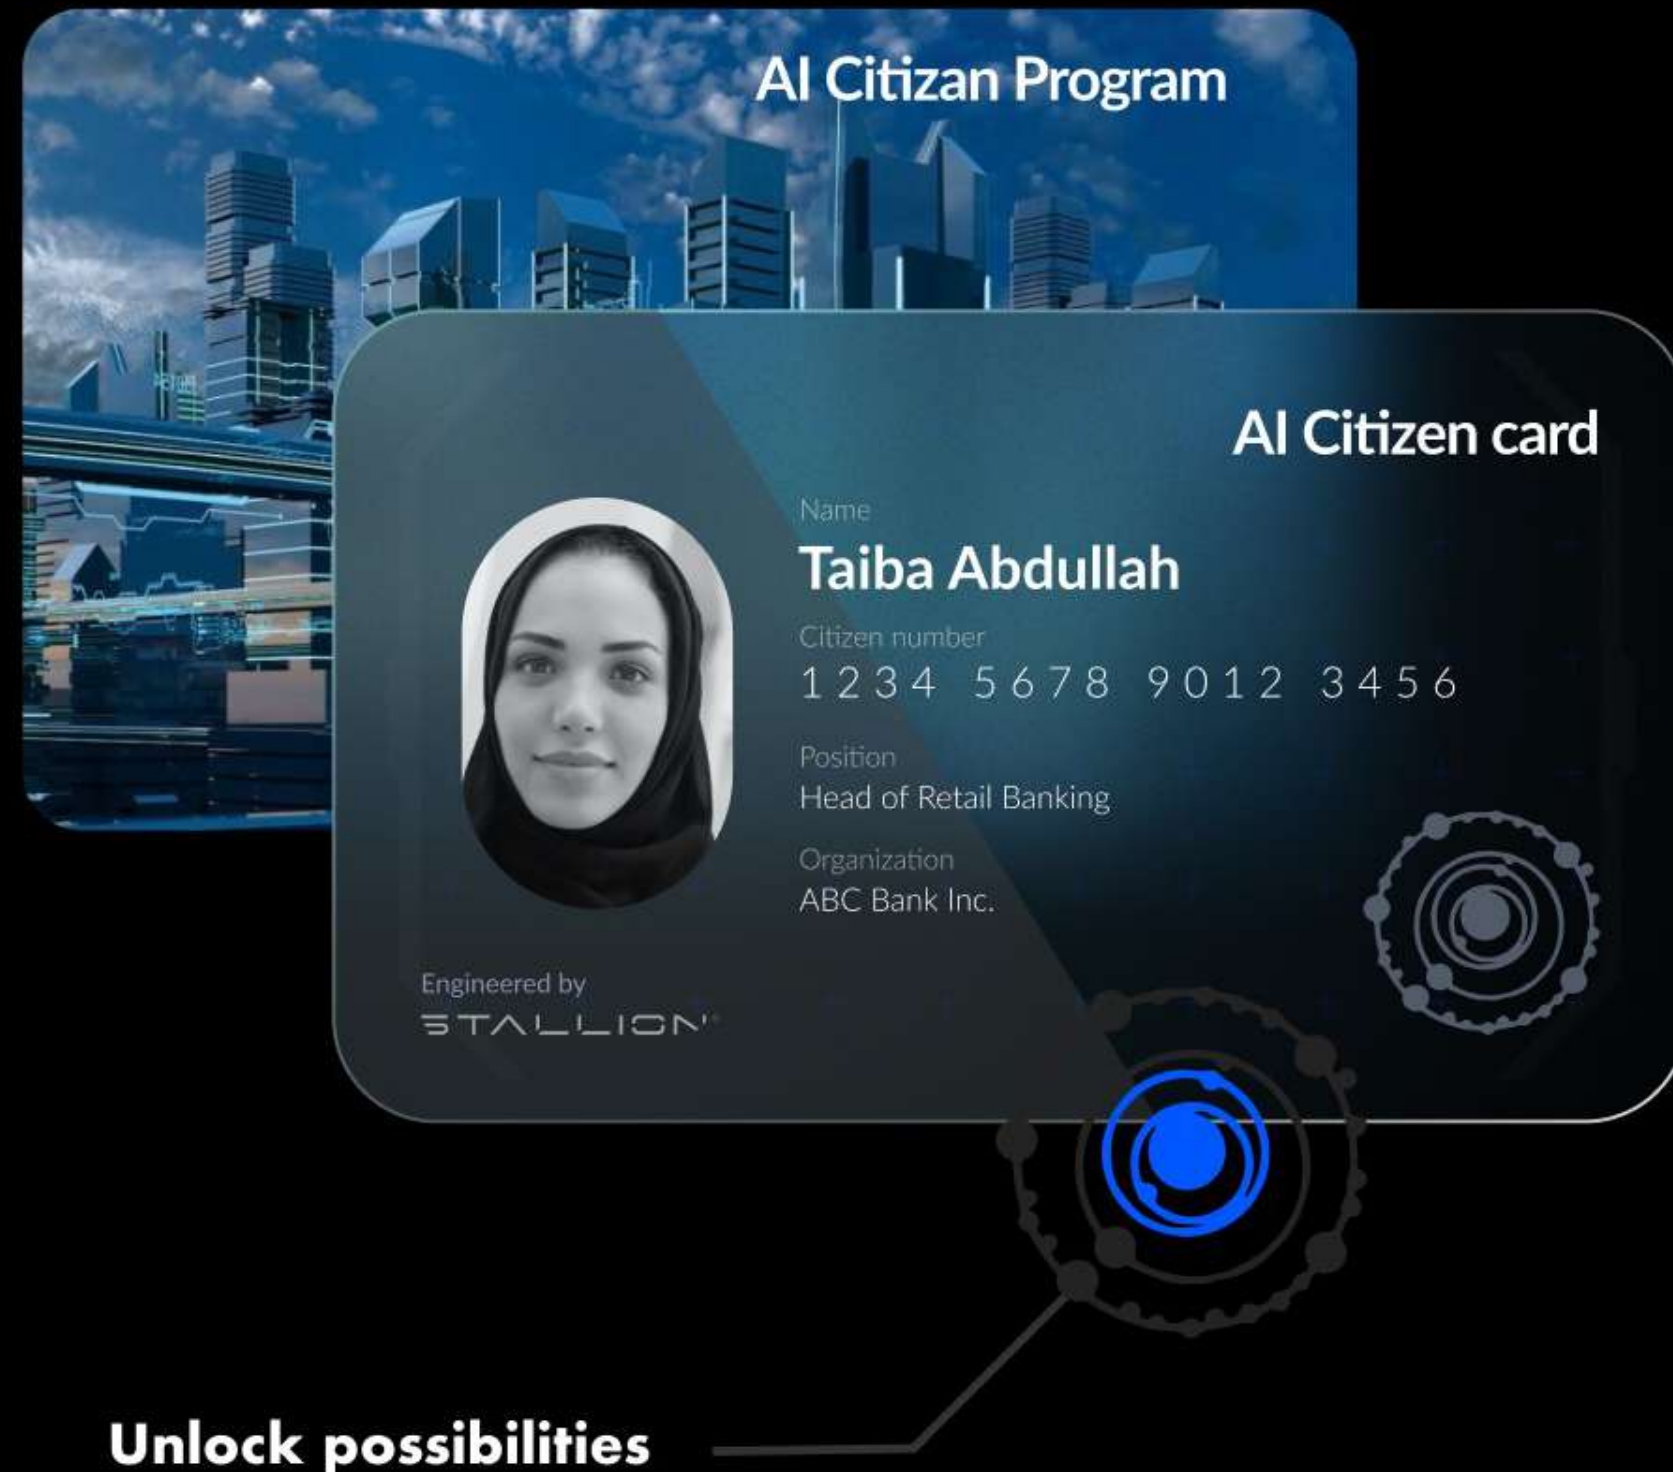 AI Citizan Program
AI Citizen card
Name
Taiba Abdullah
Citizen number
1234 5678 9012 3456
Position
Head of Retail Banking
Organization
ABC Bank Inc.
Engineered by
STALLION
Unlock possibilities